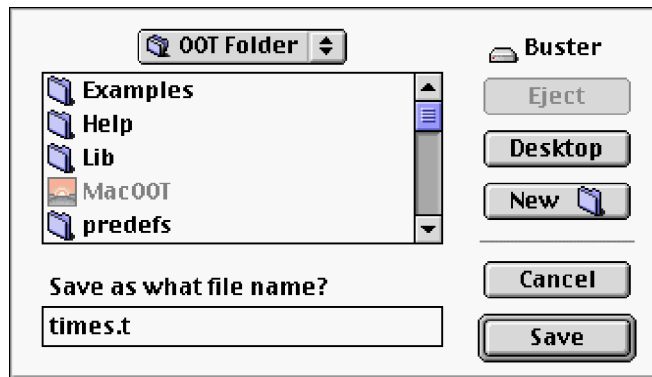 OOT Folder
Buster
Examples
Help
Lib
MacOOT
predefs
Eject
Desktop
New
Save as what file name?
times.t
Cancel
Save